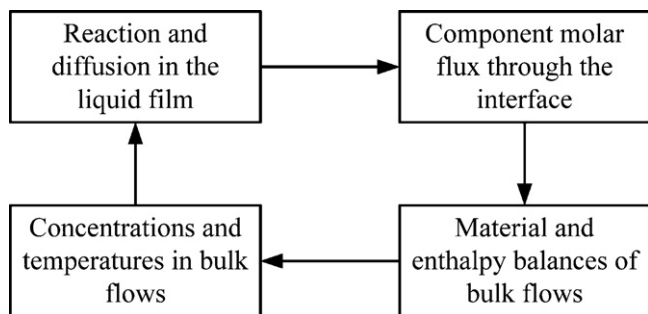 Reaction and
diffusion in the
liquid film
Component molar
flux through the
interface
Concentrations and
temperatures in bulk
flows
Material and
enthalpy balances of
bulk flows